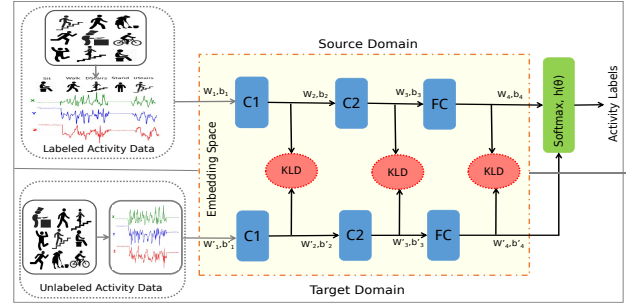 Source Domain
Sit Walk DStairs Stand UStairs
X
Y
Z
Labeled Activity Data
W₁,b₁
C1
W₂,b₂
C2
W₃,b₃
FC
W₄,b₄
Softmax, h(θ)
Activity Labels
Embedding Space
KLD
KLD
KLD
W'₁,b'₁
C1
W'₂,b'₂
C2
W'₃,b'₃
FC
W'₄,b'₄
Unlabeled Activity Data
Target Domain